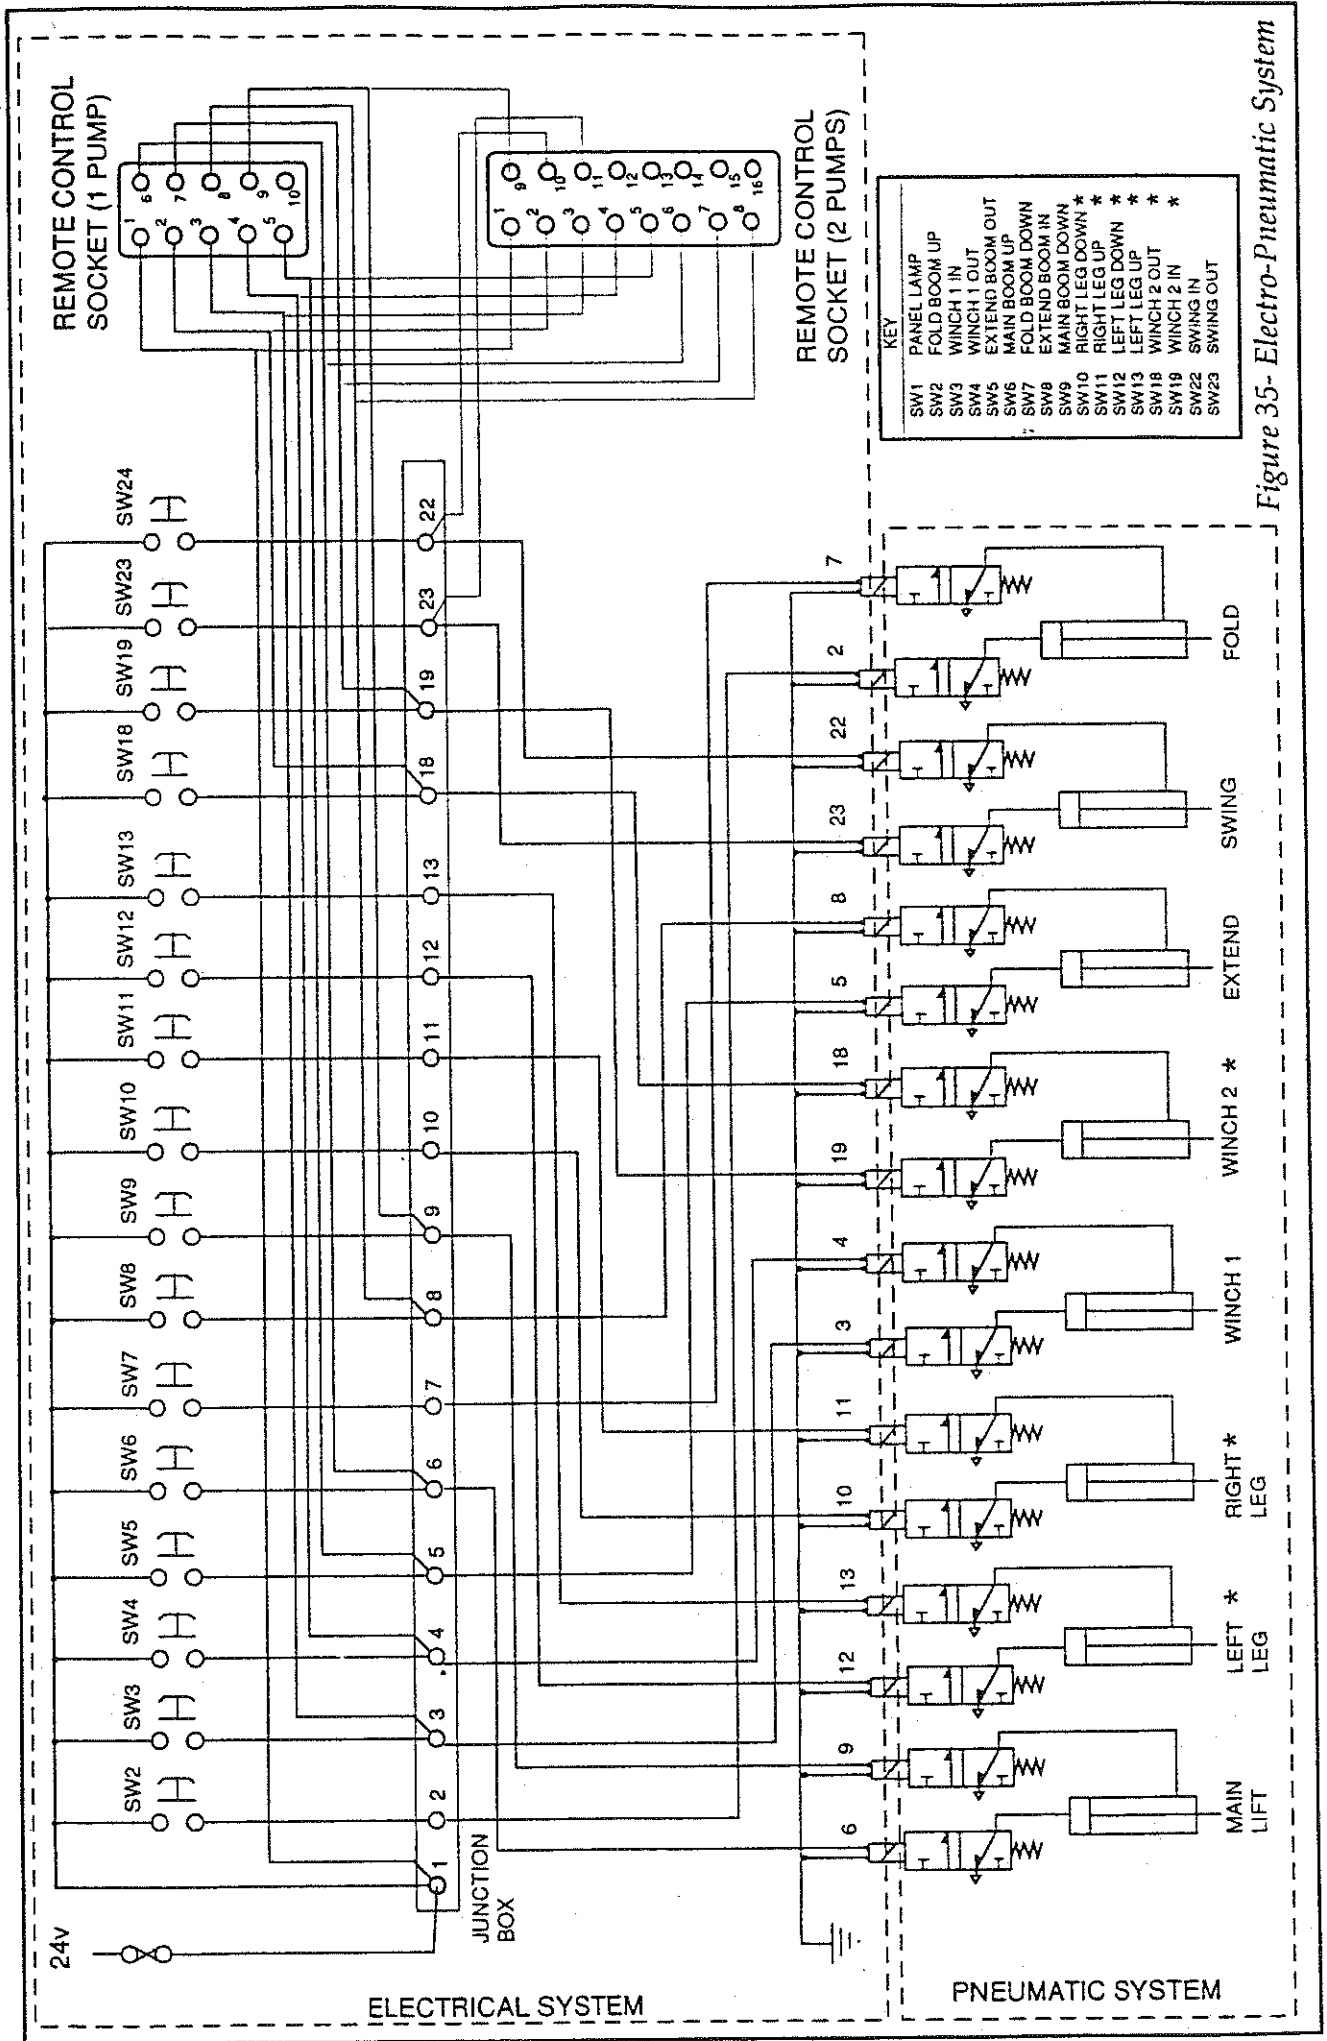 24v
SW2
SW3
SW4
SW5
SW6
SW7
SW8
SW9
SW10
SW11
SW12
SW13
SW18
SW19
SW23
SW24
REMOTE CONTROL
SOCKET (1 PUMP)
1
2
3
4
5
6
7
8
9
10
REMOTE CONTROL
SOCKET (2 PUMPS)
1
2
3
4
5
6
7
8
9
10
11
12
13
14
15
16
JUNCTION
BOX
1
2
3
4
5
6
7
8
9
10
11
12
13
18
19
23
22
ELECTRICAL SYSTEM
6
9
12
13
10
11
3
4
19
18
5
8
23
22
2
7
MAIN
LIFT
LEFT *
LEG
RIGHT *
LEG
WINCH 1
WINCH 2 *
EXTEND
SWING
FOLD
PNEUMATIC SYSTEM
KEY
SW1 PANEL LAMP
SW2 FOLD BOOM UP
SW3 WINCH 1 IN
SW4 WINCH 1 OUT
SW5 EXTEND BOOM OUT
SW6 MAIN BOOM UP
SW7 FOLD BOOM DOWN
SW8 EXTEND BOOM IN
SW9 MAIN BOOM DOWN
SW10 RIGHT LEG DOWN *
SW11 RIGHT LEG UP *
SW12 LEFT LEG DOWN *
SW13 LEFT LEG UP *
SW18 WINCH 2 OUT *
SW19 WINCH 2 IN *
SW22 SWING IN
SW23 SWING OUT
Figure 35- Electro-Pneumatic System